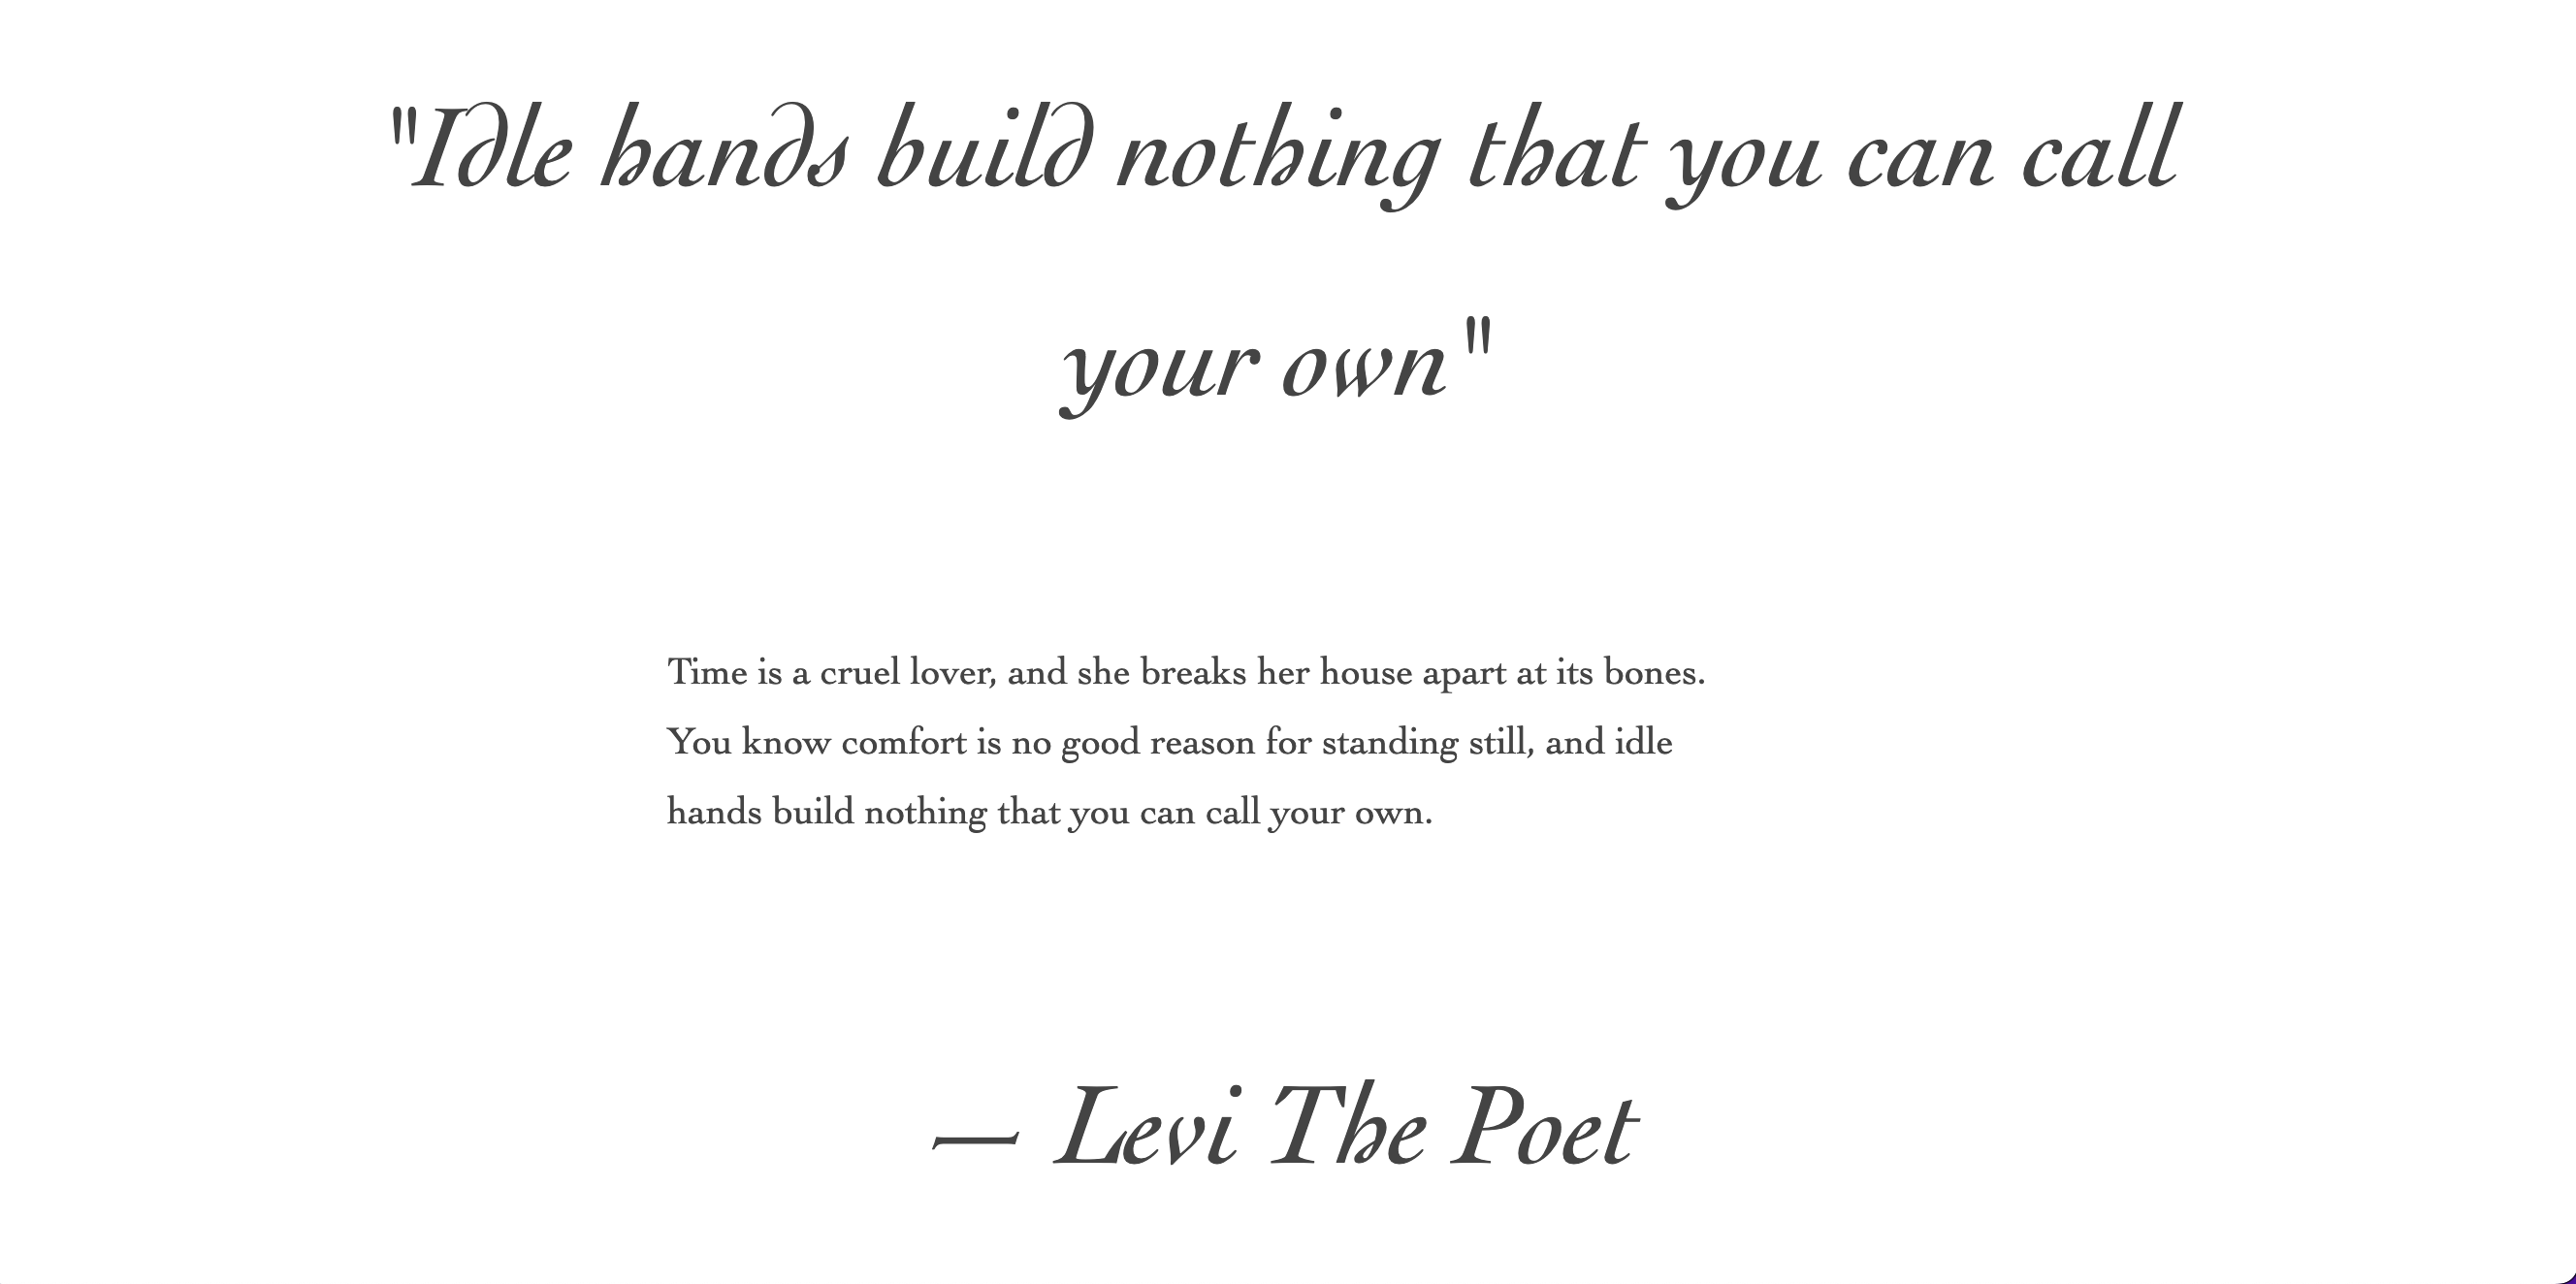 "Idle hands build nothing that you can call
your own"
Time is a cruel lover, and she breaks her house apart at its bones.
You know comfort is no good reason for standing still, and idle
hands build nothing that you can call your own.
— Levi The Poet